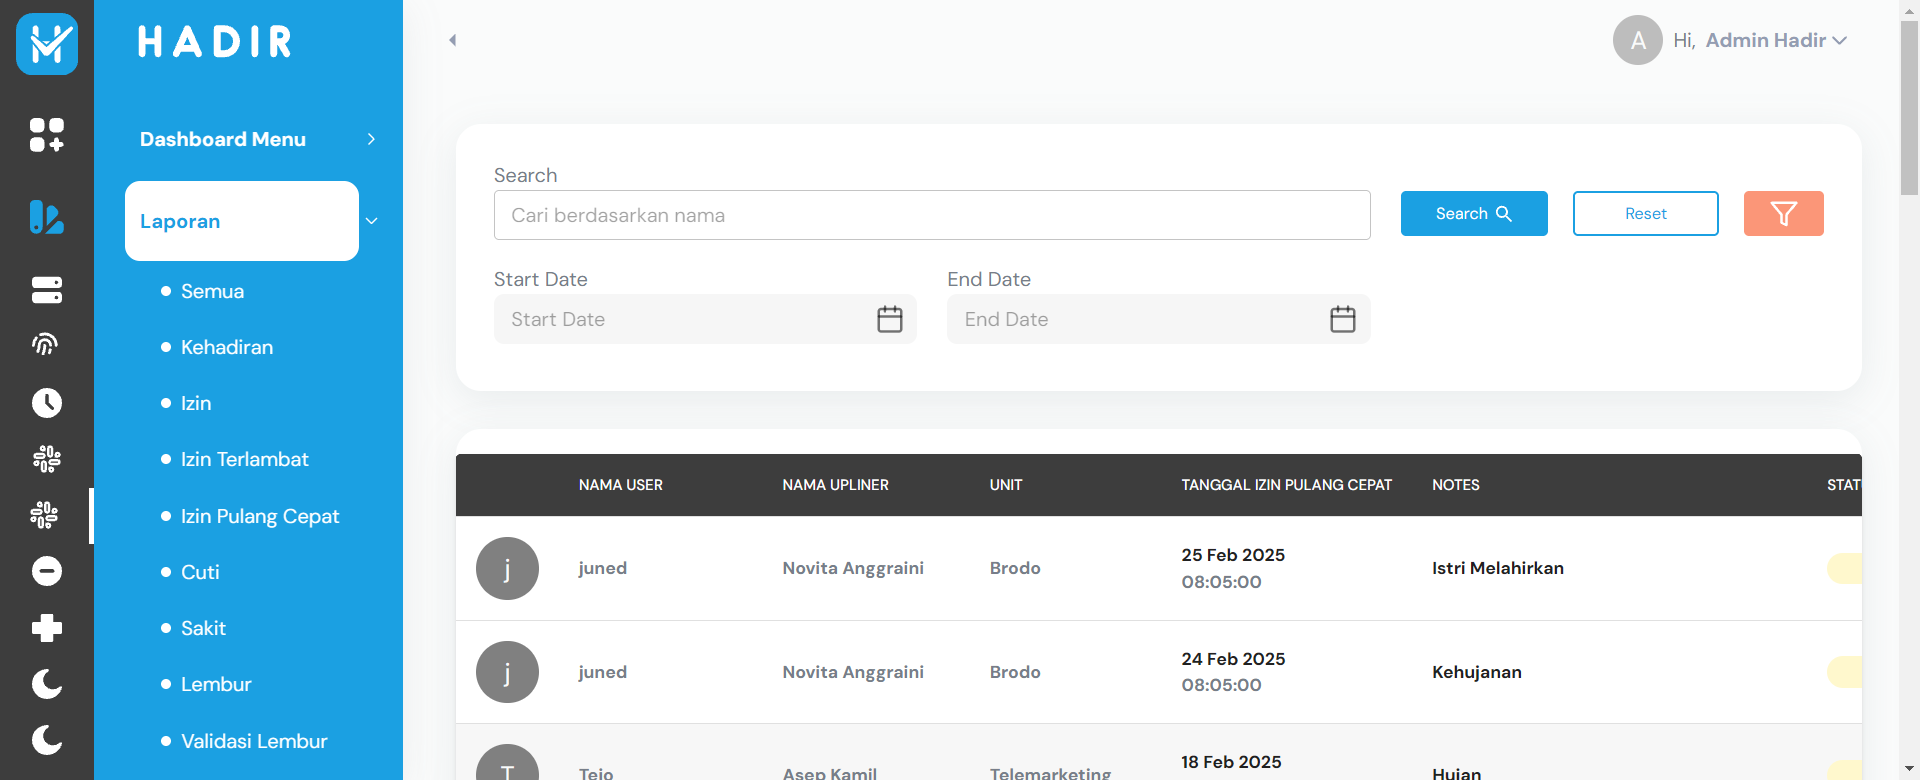 HADIR
Dashboard Menu
Laporan
Semua
Kehadiran
Izin
Izin Terlambat
Izin Pulang Cepat
Cuti
Sakit
Lembur
Validasi Lembur
A Hi, Admin Hadir
Search
Cari berdasarkan nama
Search
Reset
Start Date
End Date
Start Date
End Date
NAMA USER NAMA UPLINER UNIT TANGGAL IZIN PULANG CEPAT NOTES STAT
j juned Novita Anggraini Brodo 25 Feb 2025 Istri Melahirkan
08:05:00
j juned Novita Anggraini Brodo 24 Feb 2025 Kehujanan
08:05:00
18 Feb 2025
T Tejo Asep Kamil Telemarketing Hujan